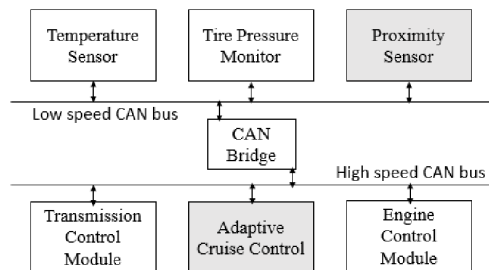 Temperature
Sensor
Tire Pressure
Monitor
Proximity
Sensor
Low speed CAN bus
CAN
Bridge
High speed CAN bus
Transmission
Control
Module
Adaptive
Cruise Control
Engine
Control
Module